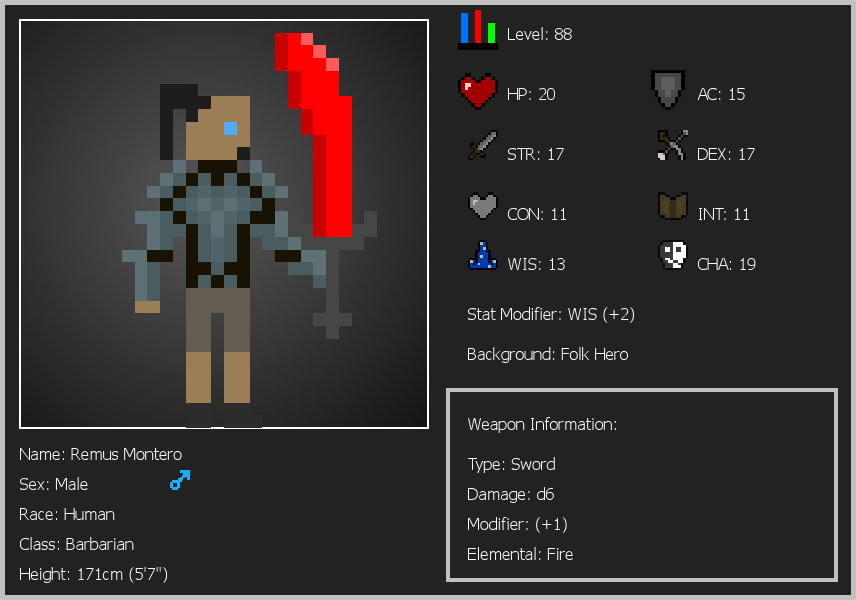 Level: 88
HP: 20
AC: 15
STR: 17
DEX: 17
CON: 11
INT: 11
WIS: 13
CHA: 19
Stat Modifier: WIS (+2)
Background: Folk Hero
Weapon Information:
Type: Sword
Damage: d6
Modifier: (+1)
Elemental: Fire
Name: Remus Montero
Sex: Male
Race: Human
Class: Barbarian
Height: 171cm (5'7")